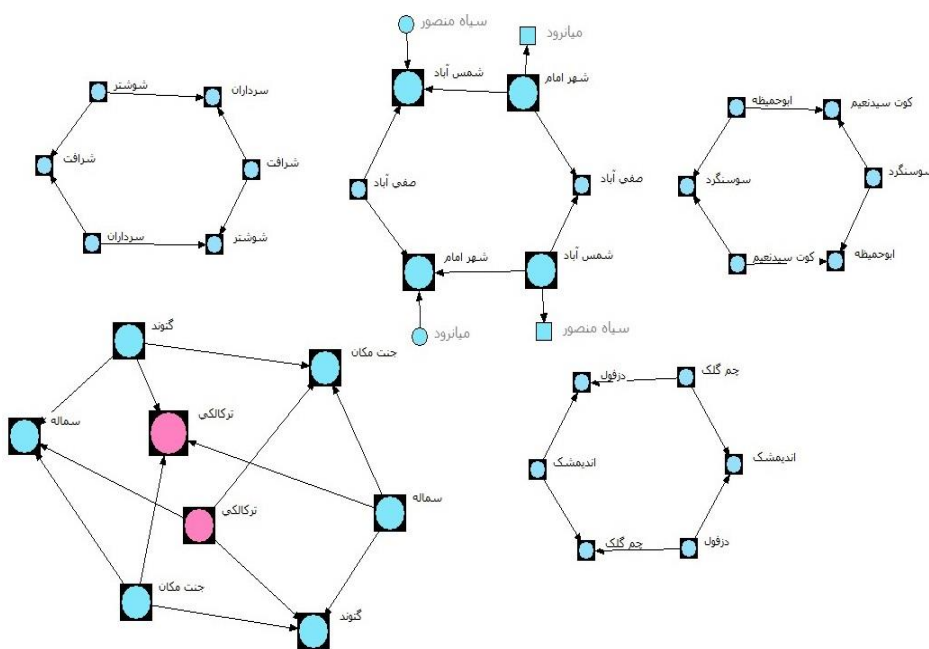 سیاه منصور
میانرود
شمس آباد
شهر امام
صفی آباد
صفی آباد
شهر امام
شمس آباد
میانرود
سیاه منصور
شوشتر
سرداران
شرافت
شرافت
سرداران
شوشتر
ابوحمیظه
کوت سیدنعیم
سوسنگرد
سوسنگرد
کوت سیدنعیم
ابوحمیظه
گتوند
جنت مکان
سماله
ترکالکی
ترکالکی
سماله
جنت مکان
گتوند
دزفول
چم گلک
اندیمشک
اندیمشک
چم گلک
دزفول